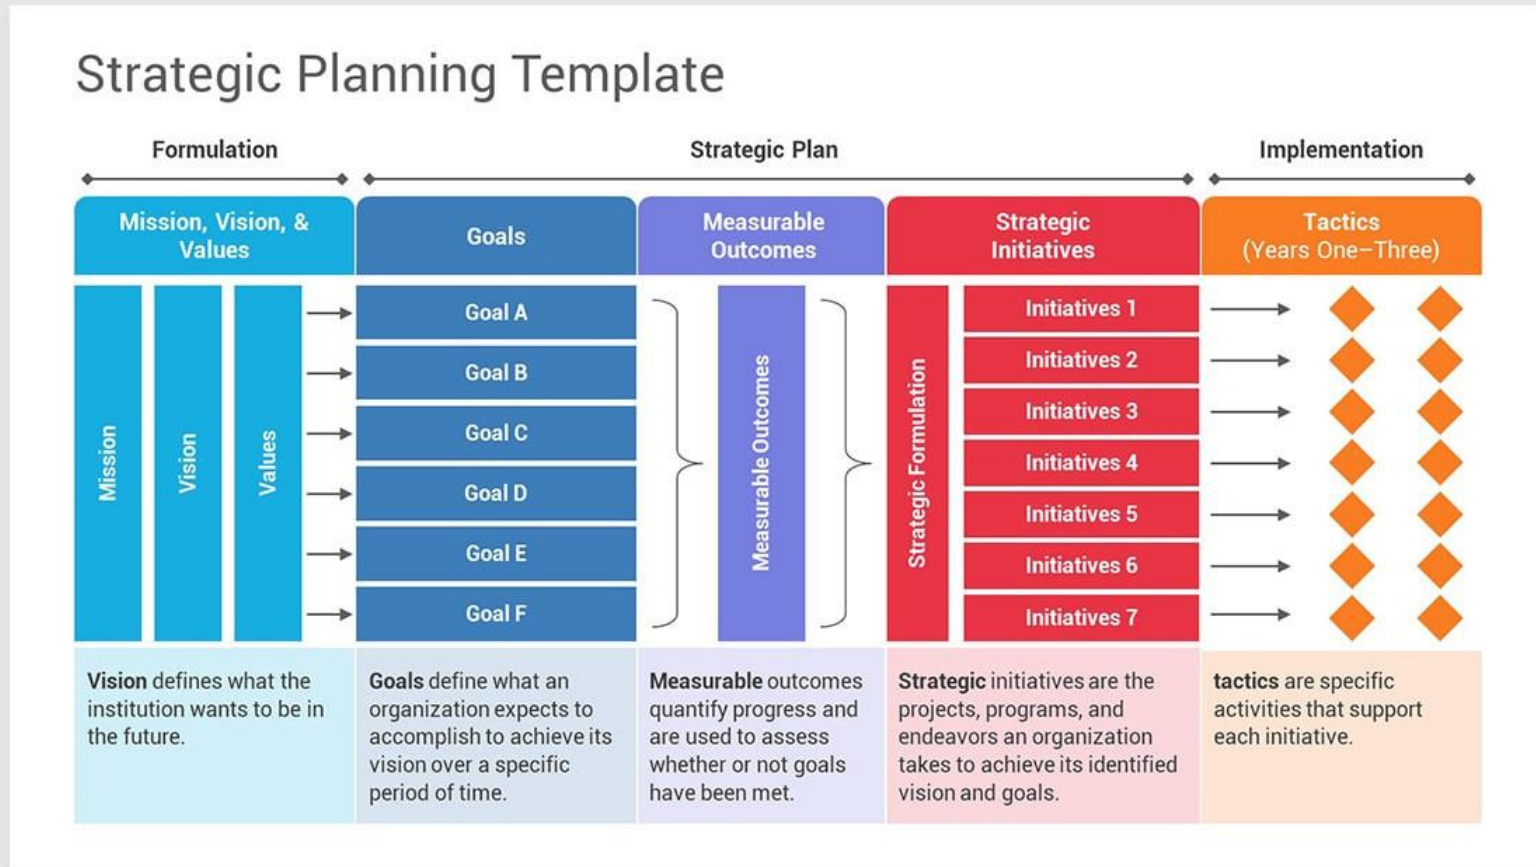 Strategic Planning Template
Formulation
Strategic Plan
Implementation
Mission, Vision, &
Values
Goals
Measurable
Outcomes
Strategic
Initiatives
Tactics
(Years One–Three)
Mission
Vision
Values
Goal A
Goal B
Goal C
Goal D
Goal E
Goal F
Measurable Outcomes
Strategic Formulation
Initiatives 1
Initiatives 2
Initiatives 3
Initiatives 4
Initiatives 5
Initiatives 6
Initiatives 7
Vision defines what the
institution wants to be in
the future.
Goals define what an
organization expects to
accomplish to achieve its
vision over a specific
period of time.
Measurable outcomes
quantify progress and
are used to assess
whether or not goals
have been met.
Strategic initiatives are the
projects, programs, and
endeavors an organization
takes to achieve its identified
vision and goals.
tactics are specific
activities that support
each initiative.